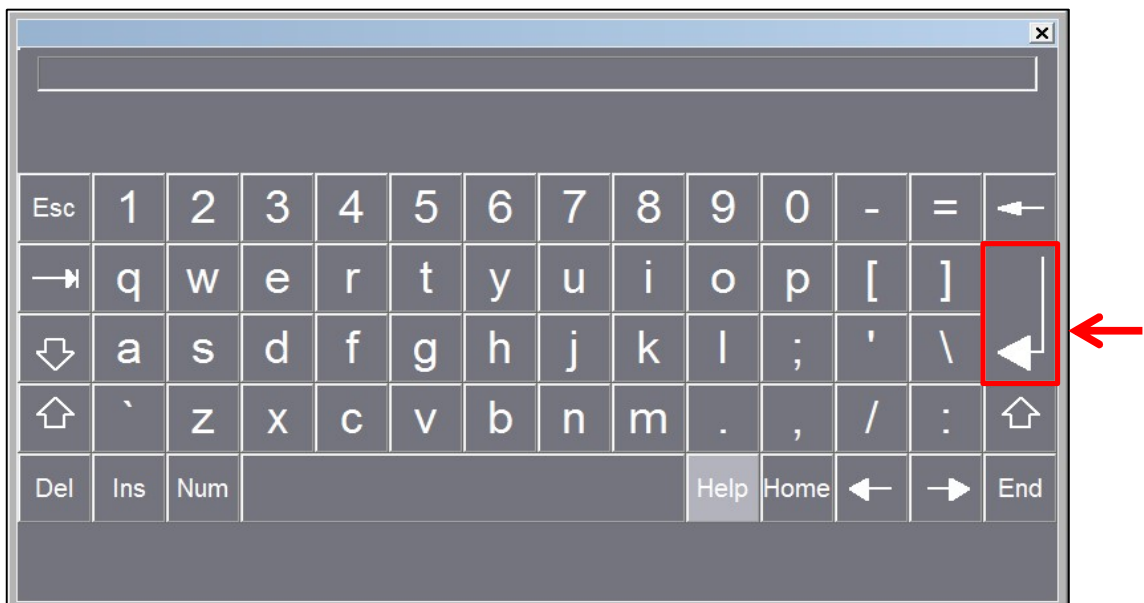 Esc 1 2 3 4 5 6 7 8 9 0 - =
q w e r t y u i o p [ ]
a s d f g h j k l ; ' \
` z x c v b n m . , / :
Del Ins Num Help Home End